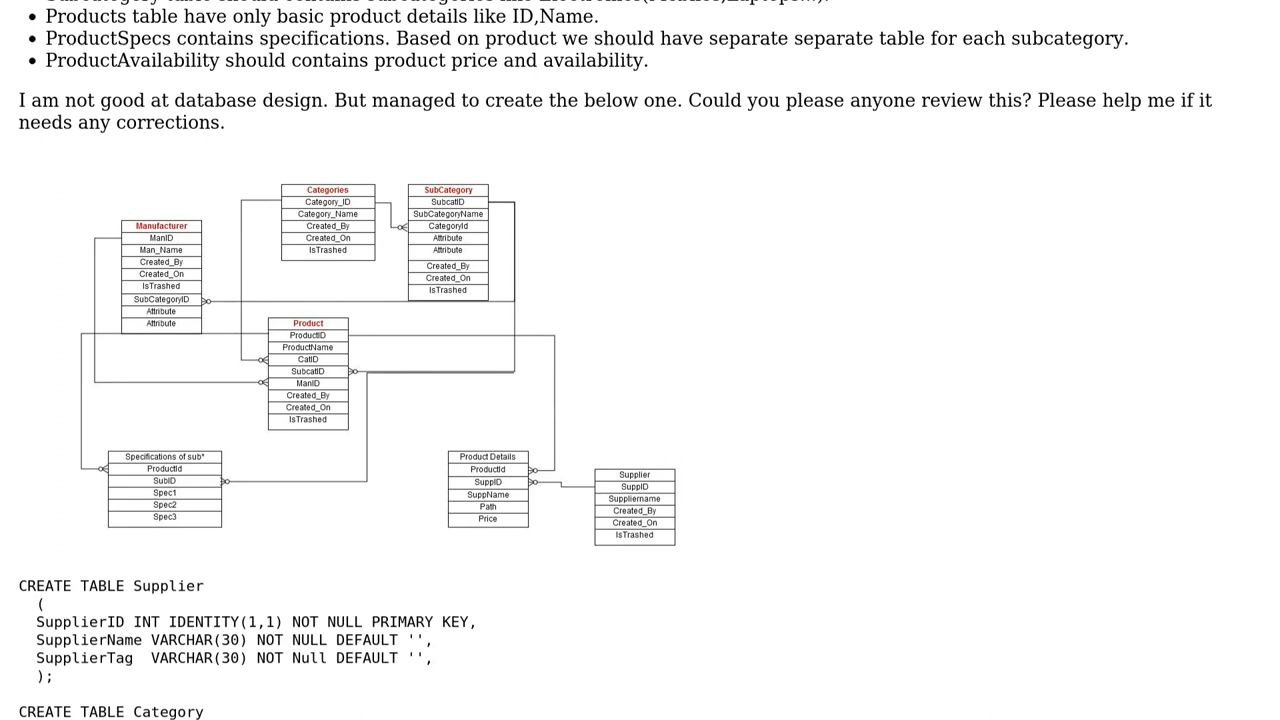 Products table have only basic product details like ID,Name.
ProductSpecs contains specifications. Based on product we should have separate separate table for each subcategory.
ProductAvailability should contains product price and availability.
I am not good at database design. But managed to create the below one. Could you please anyone review this? Please help me if it
needs any corrections.
Categories
Category_ID
Category_Name
Created_By
Created_On
IsTrashed
SubCategory
SubcatID
SubCategoryName
CategoryId
Attribute
Attribute
Created_By
Created_On
IsTrashed
Manufacturer
ManID
Man_Name
Created_By
Created_On
IsTrashed
SubCategoryID
Attribute
Attribute
Product
ProductID
ProductName
CatID
SubcatID
ManID
Created_By
Created_On
IsTrashed
Specifications of sub*
ProductId
SubID
Spec1
Spec2
Spec3
Product Details
ProductId
SuppID
SuppName
Path
Price
Supplier
SuppID
Suppliername
Created_By
Created_On
IsTrashed
CREATE TABLE Supplier
(
SupplierID INT IDENTITY(1,1) NOT NULL PRIMARY KEY,
SupplierName VARCHAR(30) NOT NULL DEFAULT '',
SupplierTag  VARCHAR(30) NOT Null DEFAULT '',
);
CREATE TABLE Category